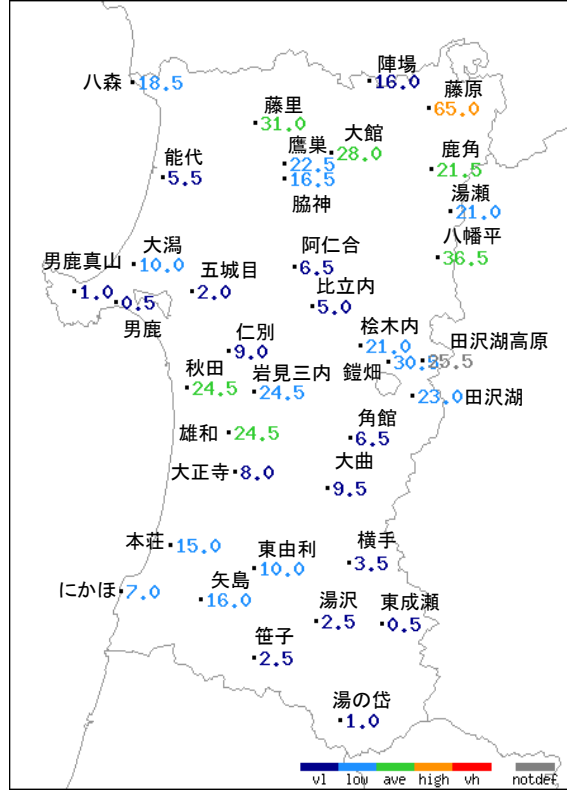 陣場
16.0
八森
18.5
藤原
65.0
藤里
31.0
大館
28.0
鷹巣
22.5
16.5
脇神
鹿角
21.5
能代
5.5
湯瀬
21.0
八幡平
36.5
大潟
10.0
阿仁合
6.5
男鹿真山
1.0
五城目
2.0
0.5
男鹿
比立内
5.0
桧木内
21.0
仁別
9.0
田沢湖高原
30.5
鎧畑
秋田
24.5
岩見三内
24.5
23.0
田沢湖
角館
6.5
雄和
24.5
大正寺
8.0
大曲
9.5
本荘
15.0
東由利
10.0
横手
3.5
にかほ
7.0
矢島
16.0
湯沢
2.5
東成瀬
0.5
笹子
2.5
湯の岱
1.0
vl low ave high vh notdef